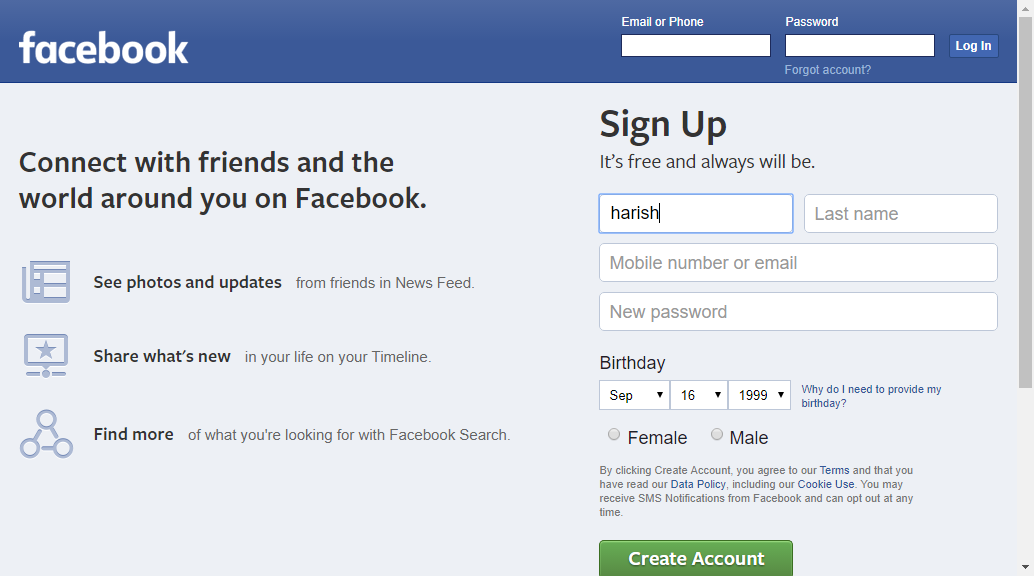 facebook
Email or Phone
Password
Log In
Forgot account?
Connect with friends and the
world around you on Facebook.
See photos and updates from friends in News Feed.
Share what's new in your life on your Timeline.
Find more of what you're looking for with Facebook Search.
Sign Up
It's free and always will be.
harish
Last name
Mobile number or email
New password
Birthday
Sep 16 1999
Why do I need to provide my
birthday?
Female Male
By clicking Create Account, you agree to our Terms and that you
have read our Data Policy, including our Cookie Use. You may
receive SMS Notifications from Facebook and can opt out at any
time.
Create Account